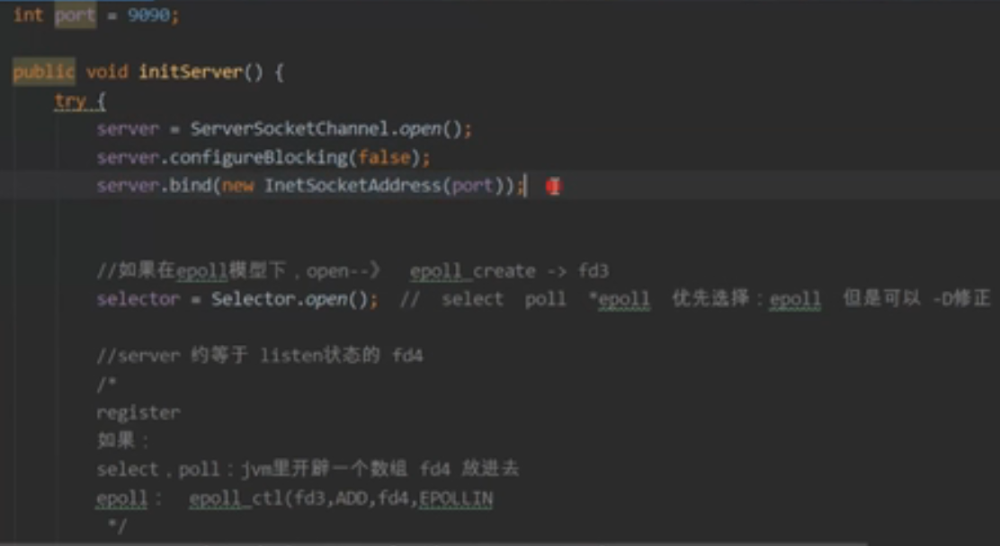 int port = 9090;
public void initServer() {
try {
server = ServerSocketChannel.open();
server.configureBlocking(false);
server.bind(new InetSocketAddress(port));
//如果在epoll模型下，open--》 epoll_create -> fd3
selector = Selector.open(); // select poll *epoll 优先选择：epoll 但是可以 -D修正
//server 约等于 listen状态的 fd4
/*
register
如果：
select，poll：jvm里开辟一个数组 fd4 放进去
epoll： epoll_ctl(fd3,ADD,fd4,EPOLLIN
*/